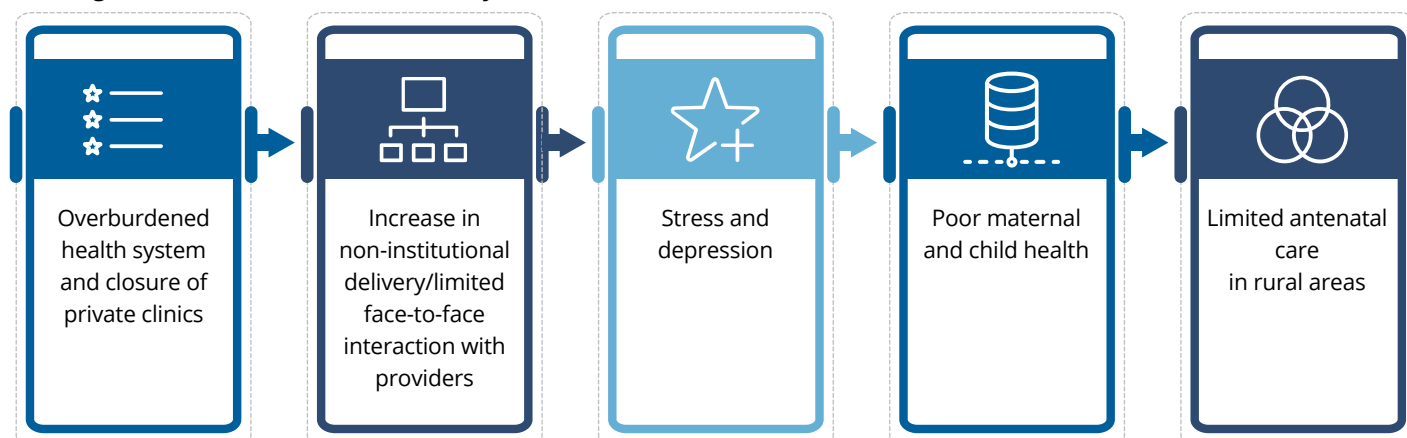 Overburdened
health system
and closure of
private clinics
Increase in
non-institutional
delivery/limited
face-to-face
interaction with
providers
Stress and
depression
Poor maternal
and child health
Limited antenatal
care
in rural areas